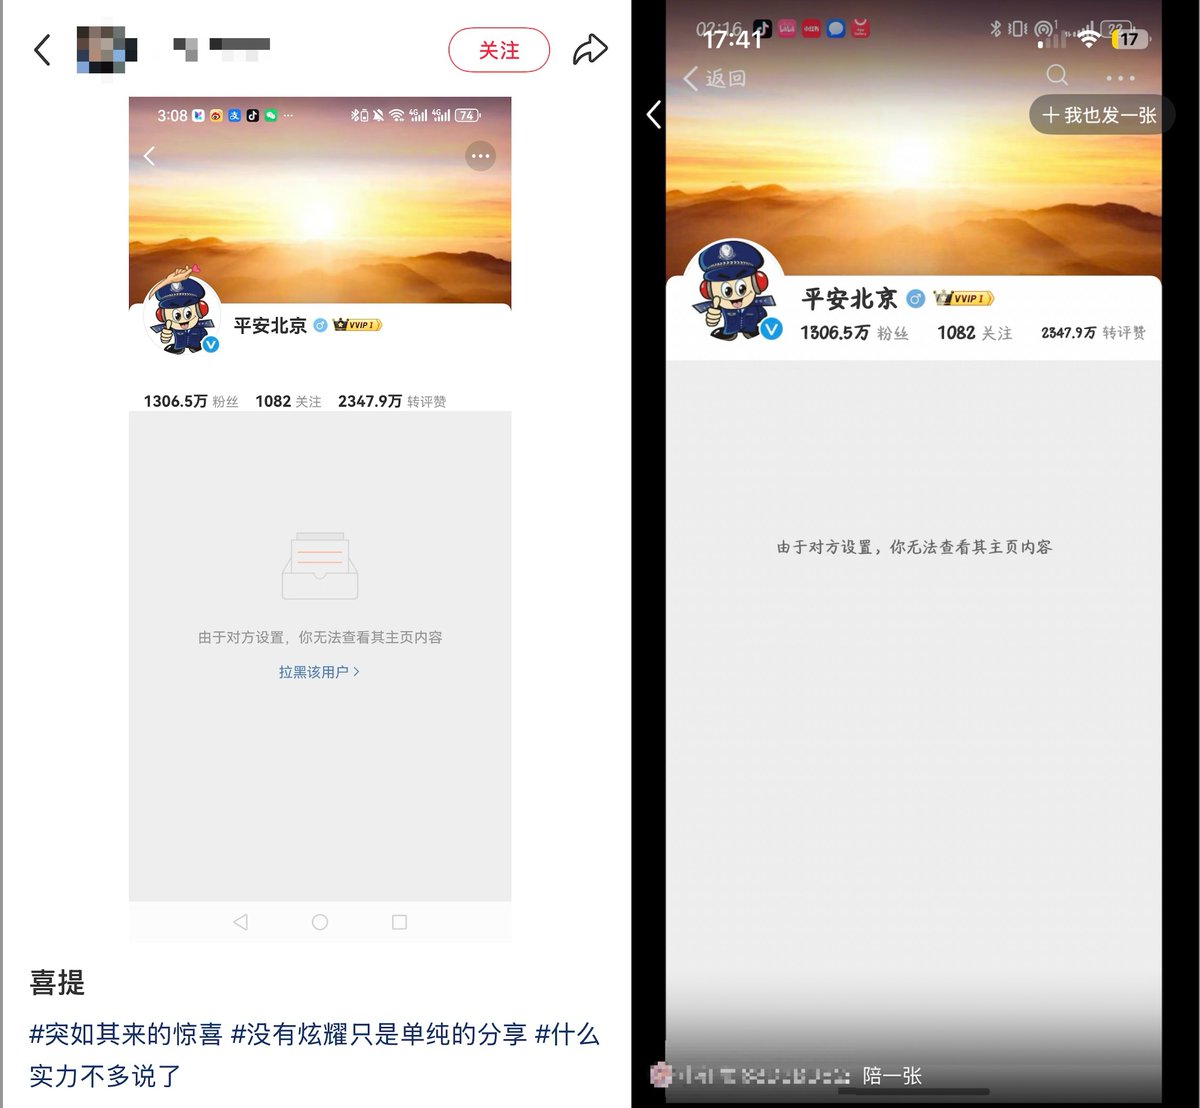 关注
3:08
74
平安北京
VVIP 1
1306.5万 粉丝 1082 关注 2347.9万 转评赞
由于对方设置，你无法查看其主页内容
拉黑该用户 >
喜提
#突如其来的惊喜 #没有炫耀只是单纯的分享 #什么
实力不多说了
02:16
17:41
17
返回
＋我也发一张
平安北京
VVIP 1
1306.5万 粉丝 1082 关注 2347.9万 转评赞
由于对方设置，你无法查看其主页内容
陪一张